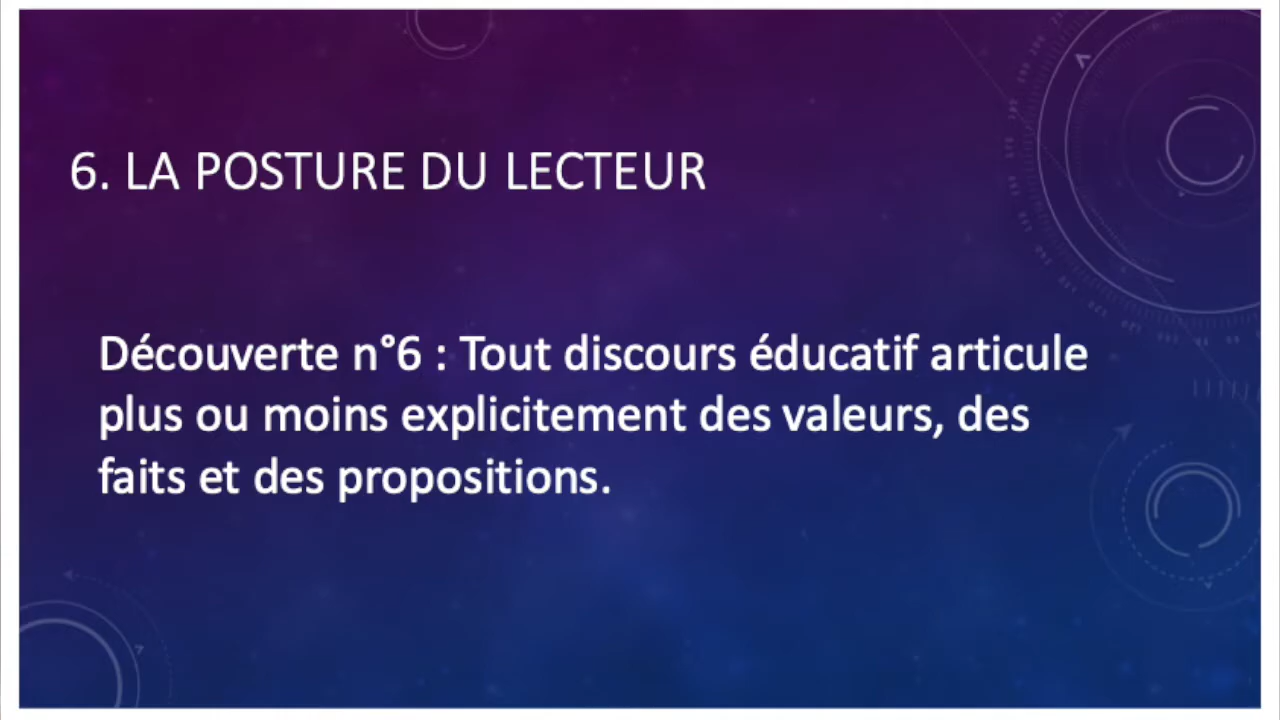 6. LA POSTURE DU LECTEUR
Découverte n°6 : Tout discours éducatif articule
plus ou moins explicitement des valeurs, des
faits et des propositions.